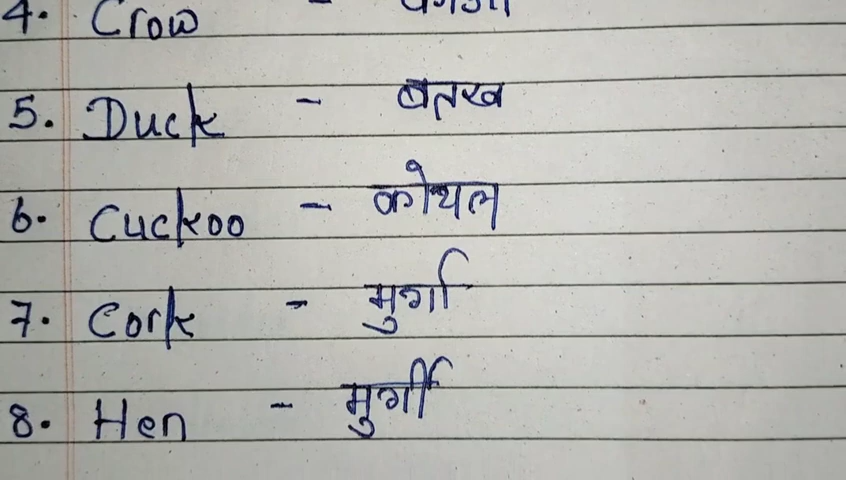 4. Crow -
5. Duck - बतख
6. Cuckoo - कोयल
7. Cork - मुर्गा
8. Hen - मुर्गी